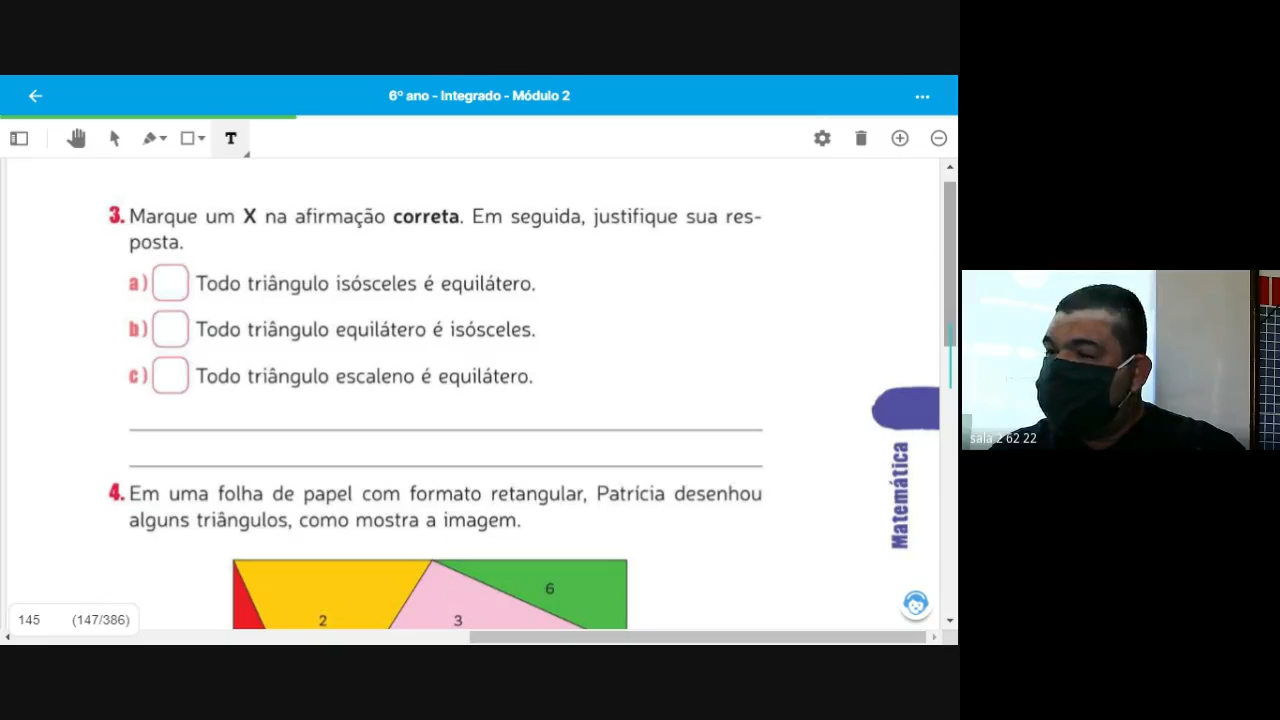 6º ano - Integrado - Módulo 2
T
3. Marque um X na afirmação correta. Em seguida, justifique sua res-
posta.
a) Todo triângulo isósceles é equilátero.
b) Todo triângulo equilátero é isósceles.
c) Todo triângulo escaleno é equilátero.
4. Em uma folha de papel com formato retangular, Patrícia desenhou
alguns triângulos, como mostra a imagem.
6
2
3
Matemática
145 (147/386)
sala 2 62 22